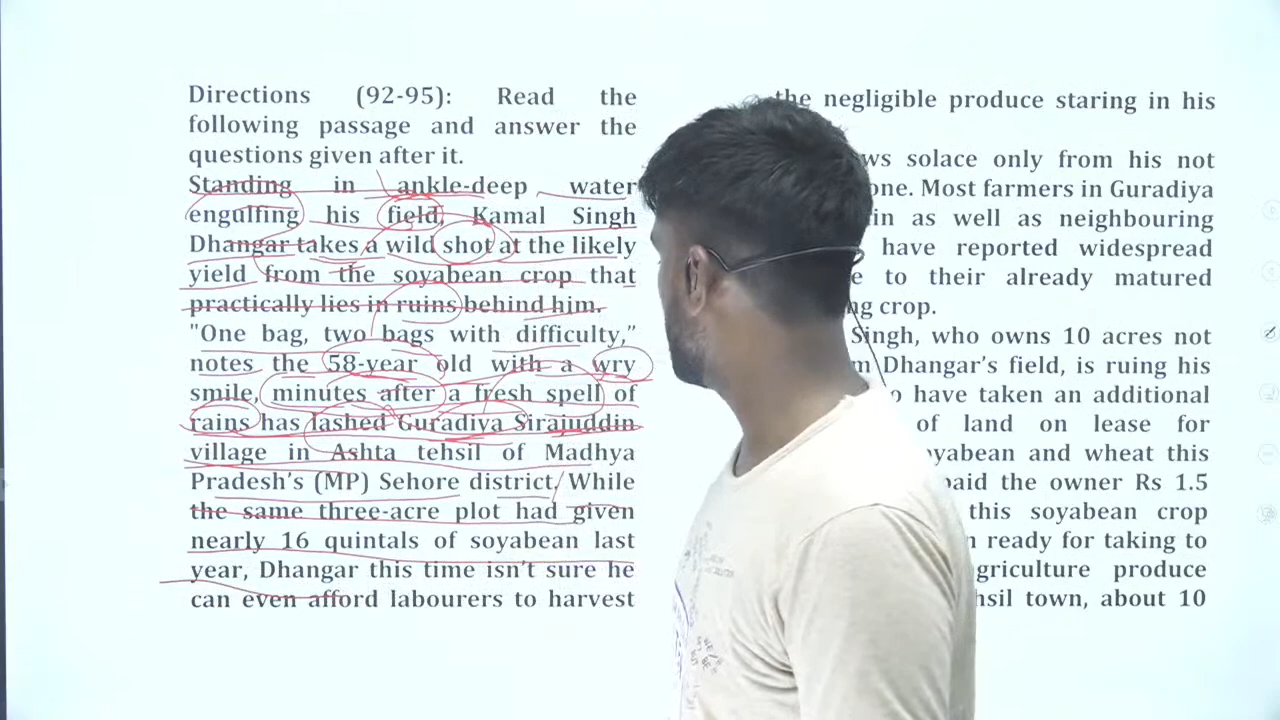 Directions (92-95): Read the
following passage and answer the
questions given after it.
Standing in ankle-deep water
engulfing his field, Kamal Singh
Dhangar takes a wild shot at the likely
yield from the soyabean crop that
practically lies in ruins behind him.
"One bag, two bags with difficulty,”
notes the 58-year old with a wry
smile, minutes after a fresh spell of
rains has lashed Guradiya Sirajuddin
village in Ashta tehsil of Madhya
Pradesh’s (MP) Sehore district. While
the same three-acre plot had given
nearly 16 quintals of soyabean last
year, Dhangar this time isn’t sure he
can even afford labourers to harvest
the negligible produce staring in his
solace only from his not
one. Most farmers in Guradiya
as well as neighbouring
have reported widespread
to their already matured
crop.
Singh, who owns 10 acres not
Dhangar’s field, is ruing his
have taken an additional
of land on lease for
and wheat this
paid the owner Rs 1.5
this soyabean crop
ready for taking to
produce
town, about 10